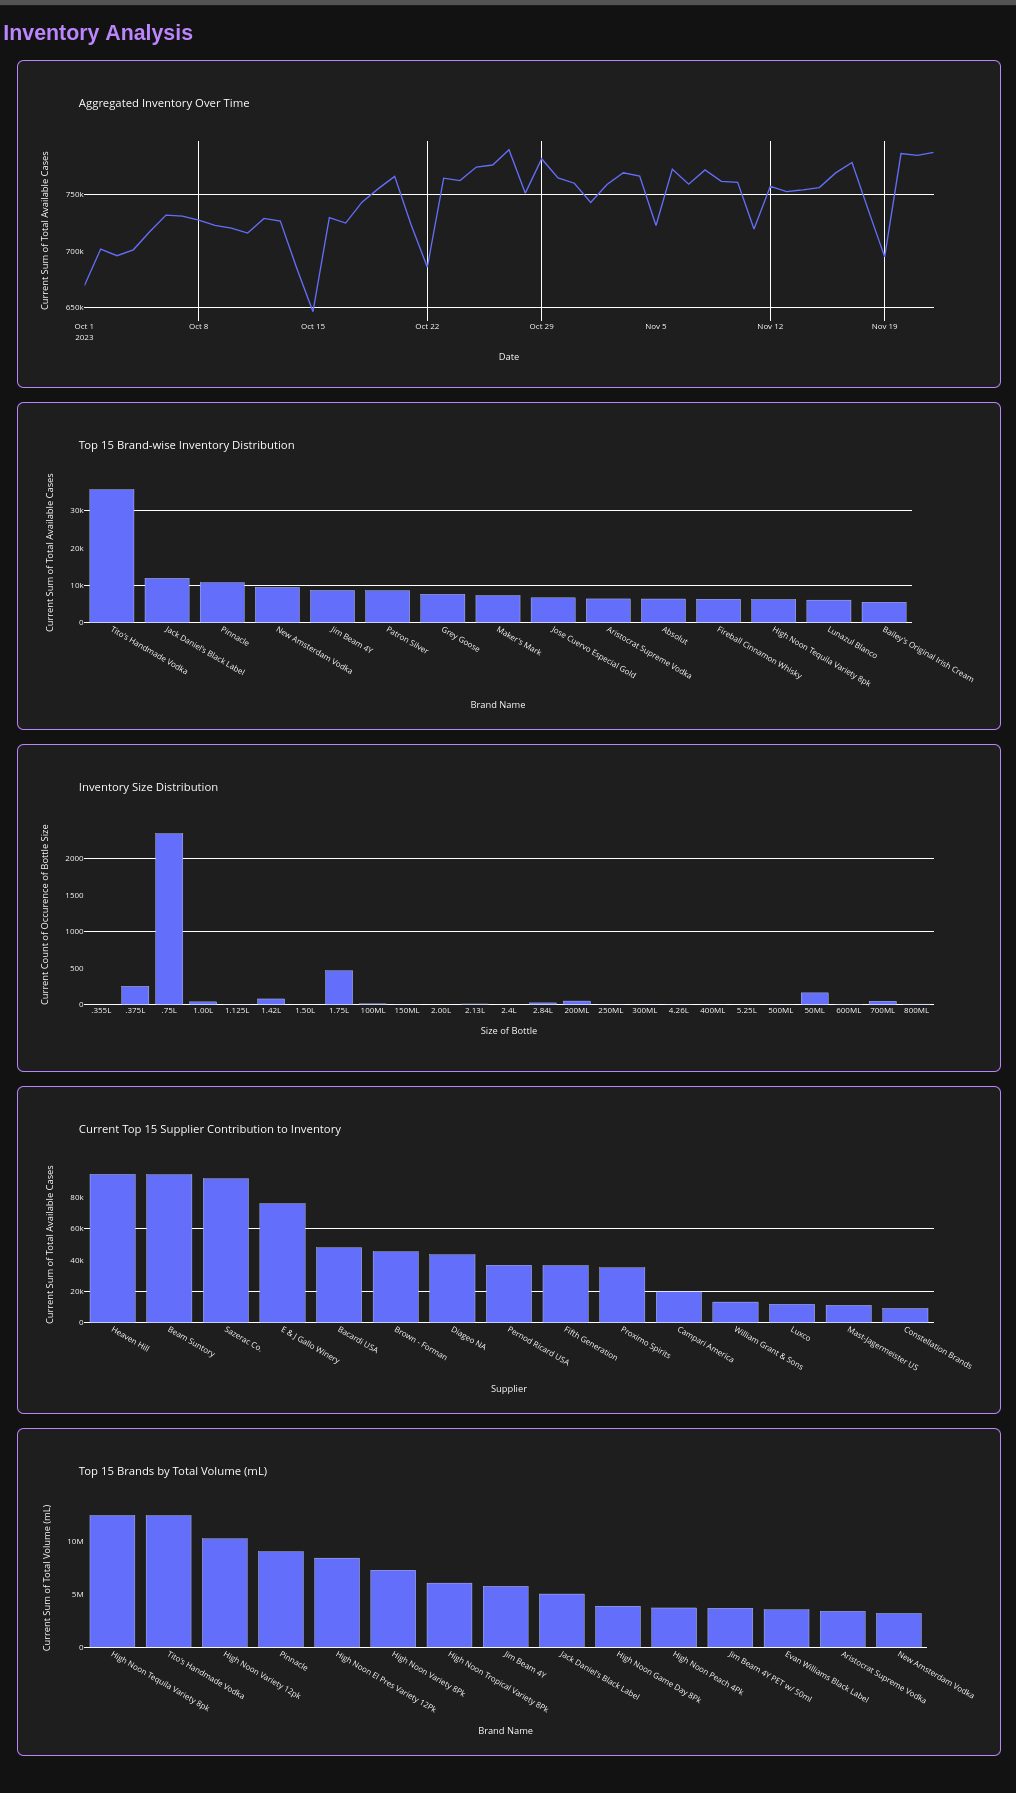 Inventory Analysis
Aggregated Inventory Over Time
Current Sum of Total Available Cases
750k
700k
650k
Oct 1 Oct 8 Oct 15 Oct 22 Oct 29 Nov 5 Nov 12 Nov 19
2023
Date
Top 15 Brand-wise Inventory Distribution
Current Sum of Total Available Cases
30k
20k
10k
0
Tito's Handmade Vodka
Jack Daniel's Black Label
Pinnacle
New Amsterdam Vodka
Jim Beam 4Y
Patron Silver
Grey Goose
Maker's Mark
Jose Cuervo Especial Gold
Aristocrat Supreme Vodka
Absolut
Fireball Cinnamon Whisky
High Noon Tequila Variety 8pk
Lunazul Blanco
Bailey's Original Irish Cream
Brand Name
Inventory Size Distribution
Current Count of Occurence of Bottle Size
2000
1500
1000
500
0
.355L .375L .75L 1.00L 1.125L 1.42L 1.50L 1.75L 100ML 150ML 2.00L 2.13L 2.4L 2.84L 200ML 250ML 300ML 4.26L 400ML 5.25L 500ML 50ML 600ML 700ML 800ML
Size of Bottle
Current Top 15 Supplier Contribution to Inventory
Current Sum of Total Available Cases
80k
60k
40k
20k
0
Heaven Hill
Beam Suntory
Sazerac Co.
E & J Gallo Winery
Bacardi USA
Brown - Forman
Diageo NA
Pernod Ricard USA
Fifth Generation
Proximo Spirits
Campari America
William Grant & Sons
Luxco
Mast-Jagermeister US
Constellation Brands
Supplier
Top 15 Brands by Total Volume (mL)
Current Sum of Total Volume (mL)
10M
5M
0
High Noon Tequila Variety 8pk
Tito's Handmade Vodka
High Noon Variety 12pk
Pinnacle
High Noon El Pres Variety 12Pk
High Noon Variety 8Pk
High Noon Tropical Variety 8Pk
Jim Beam 4Y
Jack Daniel's Black Label
High Noon Game Day 8Pk
High Noon Peach 4Pk
Jim Beam 4Y PET w/ 50ml
Evan Williams Black Label
Aristocrat Supreme Vodka
New Amsterdam Vodka
Brand Name